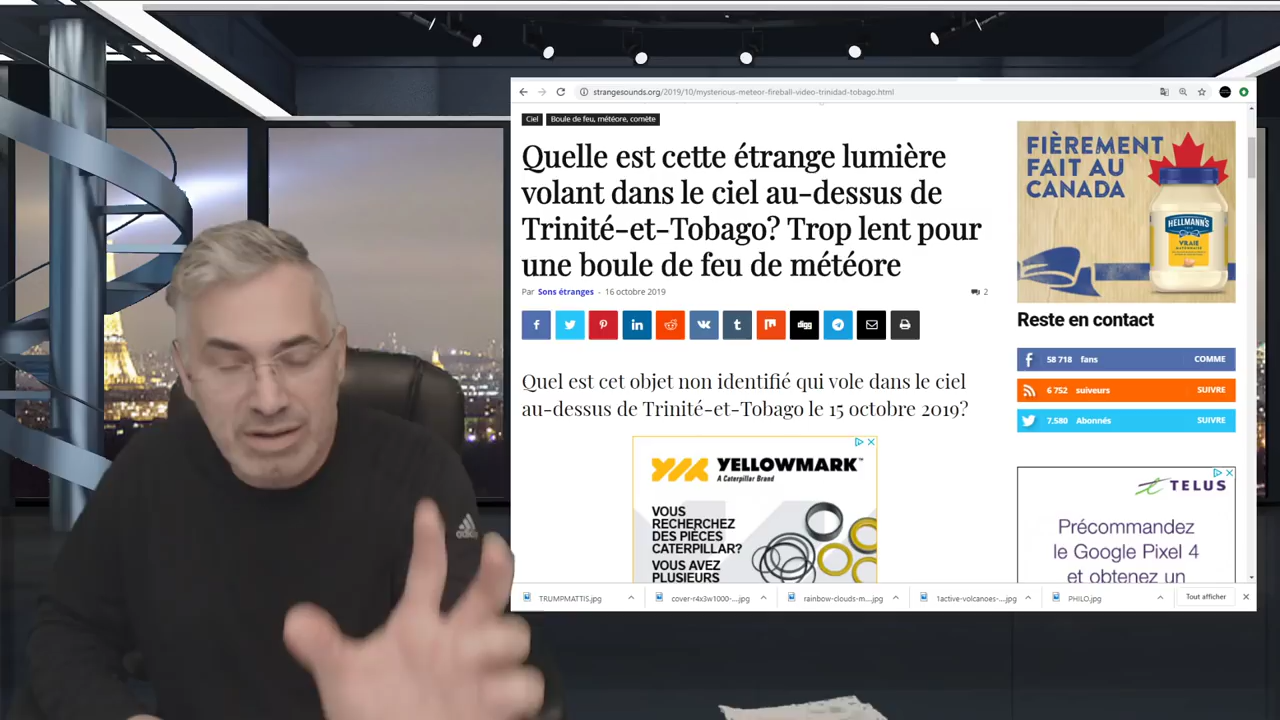 strangesounds.org/2019/10/mysterious-meteor-fireball-video-trinidad-tobago.html
Ciel
Boule de feu, météore, comète
Quelle est cette étrange lumière
volant dans le ciel au-dessus de
Trinité-et-Tobago? Trop lent pour
une boule de feu de météore
Par Sons étranges - 16 octobre 2019
2
Quel est cet objet non identifié qui vole dans le ciel
au-dessus de Trinité-et-Tobago le 15 octobre 2019?
YELLOWMARK™
A Caterpillar Brand
VOUS
RECHERCHEZ
DES PIÈCES
CATERPILLAR?
VOUS AVEZ
PLUSIEURS
FIÈREMENT
FAIT AU
CANADA
HELLMANN'S
VRAIE
Reste en contact
58 718 fans COMME
6 752 suiveurs SUIVRE
7.580 Abonnés SUIVRE
TELUS
Précommandez
le Google Pixel 4
et obtenez un
TRUMPMATTIS.jpg
cover-r4x3w1000-....jpg
rainbow-clouds-m....jpg
1active-volcanoes-....jpg
PHILO.jpg
Tout afficher
adidas
digg